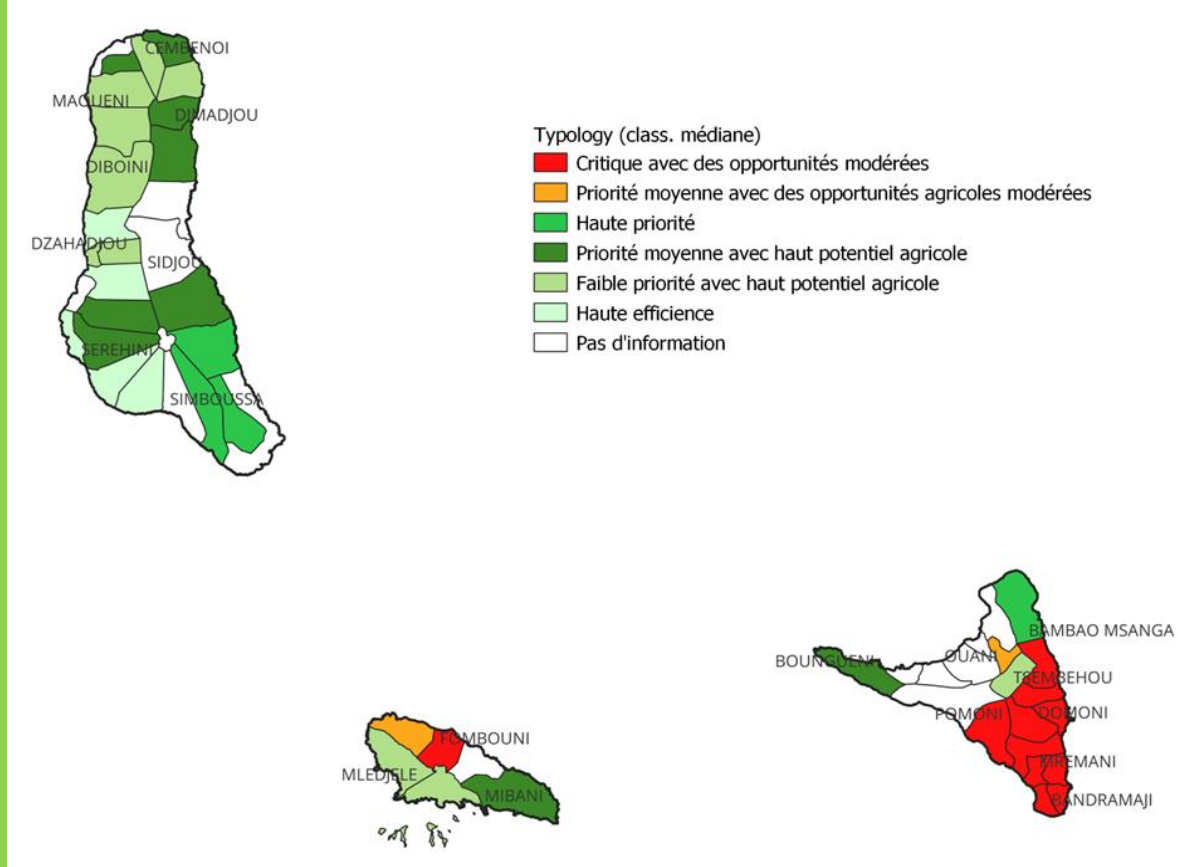 CEMBENOI
MAOUENI
DIMADJOU
DIBOINI
DZAHADJOU
SIDJOU
SEREHINI
SIMBOUSSA
Typology (class. médiane)
Critique avec des opportunités modérées
Priorité moyenne avec des opportunités agricoles modérées
Haute priorité
Priorité moyenne avec haut potentiel agricole
Faible priorité avec haut potentiel agricole
Haute efficience
Pas d'information
BAMBAO MSANGA
OUANI
BOUNGUENI
TSEMBEHOU
POMONI
DOMONI
MREMANI
BANDRAMAJI
FOMBOUNI
MLEDJELE
MIBANI